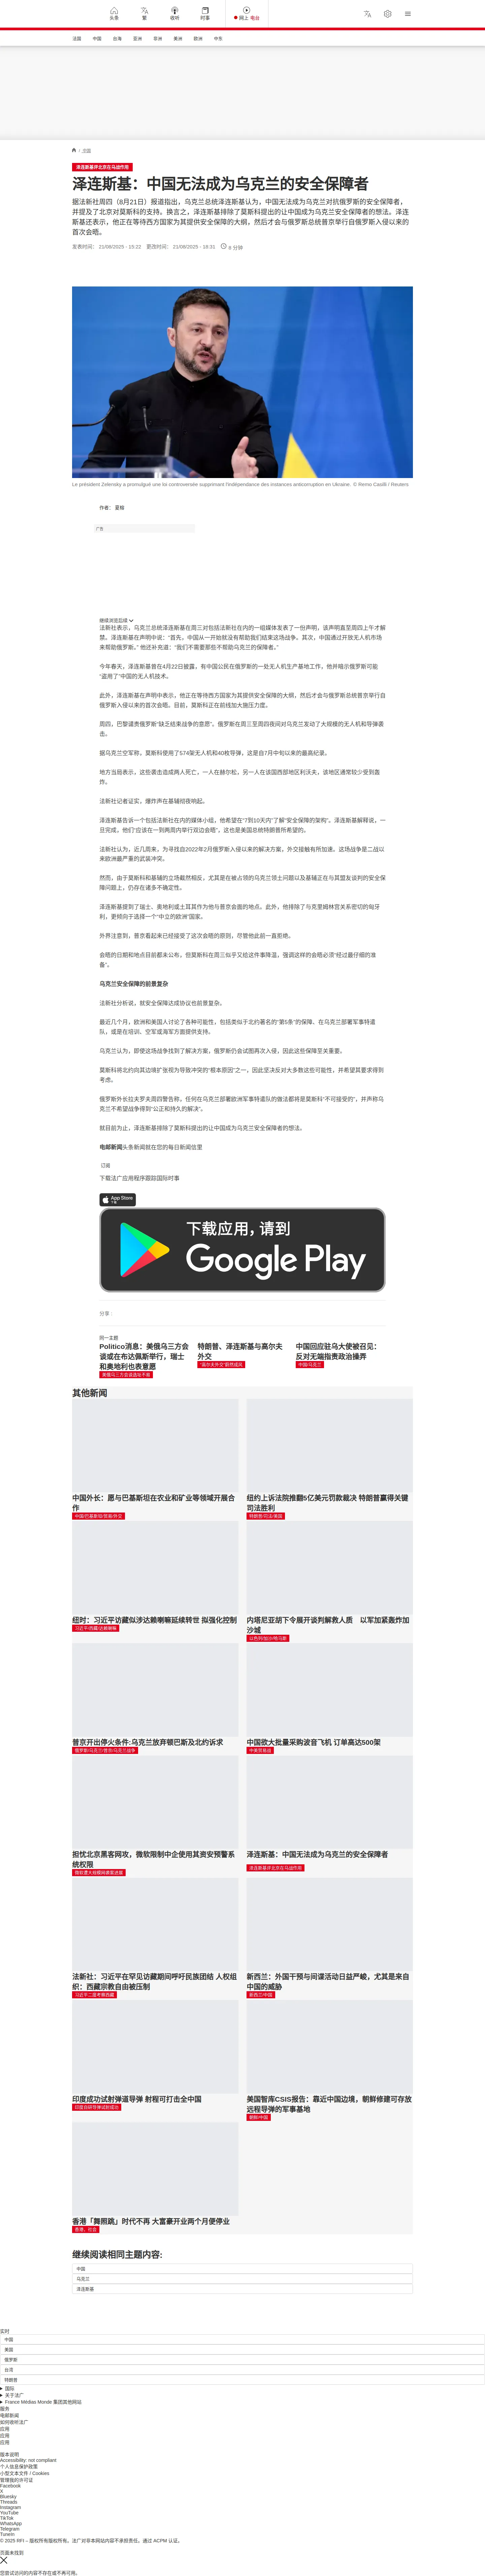 头条
繁
收听
时事
网上 电台
法国
中国
台海
亚洲
非洲
美洲
欧洲
中东
/ 中国
泽连斯基评北京在乌战作用
泽连斯基：中国无法成为乌克兰的安全保障者
据法新社周四（8月21日）报道指出，乌克兰总统泽连斯基认为，中国无法成为乌克兰对抗俄罗斯的安全保障者，
并提及了北京对莫斯科的支持。换言之，泽连斯基排除了莫斯科提出的让中国成为乌克兰安全保障者的想法。泽连
斯基还表示，他正在等待西方国家为其提供安全保障的大纲，然后才会与俄罗斯总统普京举行自俄罗斯入侵以来的
首次会晤。
发表时间： 21/08/2025 - 15:22 更改时间： 21/08/2025 - 16:31 6 分钟
Le président Zelensky a promulgué une loi controversée supprimant l'indépendance des instances anticorruption en Ukraine. © Remo Casilli / Reuters
作者： 夏榕
广告
继续浏览后续
法新社表示，乌克兰总统泽连斯基在周三对包括法新社在内的一组媒体发表了一份声明，该声明直至周四上午才解
禁。泽连斯基在声明中说：“首先，中国从一开始就没有帮助我们结束这场战争。其次，中国通过开放无人机市场
来帮助俄罗斯。” 他还补充道：“我们不需要那些不帮助乌克兰的保障者。”
今年春天，泽连斯基曾在4月22日披露，有中国公民在俄罗斯的一处无人机生产基地工作，他并暗示俄罗斯可能
“盗用了”中国的无人机技术。
此外，泽连斯基在声明中表示，他正在等待西方国家为其提供安全保障的大纲，然后才会与俄罗斯总统普京举行自
俄罗斯入侵以来的首次会晤。目前，莫斯科正在前线加大施压力度。
周四，巴黎谴责俄罗斯“缺乏结束战争的意愿”。俄罗斯在周三至周四夜间对乌克兰发动了大规模的无人机和导弹袭
击。
据乌克兰空军称，莫斯科使用了574架无人机和40枚导弹，这是自7月中旬以来的最高纪录。
地方当局表示，这些袭击造成两人死亡，一人在赫尔松，另一人在该国西部地区利沃夫，该地区通常较少受到轰
炸。
法新社记者证实，爆炸声在基辅彻夜响起。
泽连斯基告诉一个包括法新社在内的媒体小组，他希望在“7到10天内”了解“安全保障的架构”。泽连斯基解释说，一
旦完成，他们“应该在一到两周内举行双边会晤”，这也是美国总统特朗普所希望的。
法新社认为，近几周来，为寻找自2022年2月俄罗斯入侵以来的解决方案，外交接触有所加速。这场战争是二战以
来欧洲最严重的武装冲突。
然而，由于莫斯科和基辅的立场截然相反，尤其是在被占领的乌克兰领土问题以及基辅正在与其盟友谈判的安全保
障问题上，仍存在诸多不确定性。
泽连斯基提到了瑞士、奥地利或土耳其作为他与普京会面的地点。此外，他排除了与克里姆林宫关系密切的匈牙
利，更倾向于选择一个“中立的欧洲”国家。
外界注意到，普京看起来已经接受了这次会晤的原则，尽管他此前一直拒绝。
会晤的日期和地点目前都未公布。但莫斯科在周三似乎又给这件事降温，强调这样的会晤必须“经过最仔细的准
备”。
乌克兰安全保障的前景复杂
法新社分析说，就安全保障达成协议也前景复杂。
最近几个月，欧洲和美国人讨论了各种可能性，包括类似于北约著名的“第5条”的保障、在乌克兰部署军事特遣
队，或是在培训、空军或海军方面提供支持。
乌克兰认为，即使这场战争找到了解决方案，俄罗斯仍会试图再次入侵，因此这些保障至关重要。
莫斯科将北约向其边境扩张视为导致冲突的“根本原因”之一，因此坚决反对大多数这些可能性，并希望其要求得到
考虑。
俄罗斯外长拉夫罗夫周四警告称，任何在乌克兰部署欧洲军事特遣队的做法都将是莫斯科“不可接受的”，并声称乌
克兰不希望战争得到“公正和持久的解决”。
就目前为止，泽连斯基排除了莫斯科提出的让中国成为乌克兰安全保障者的想法。
电邮新闻头条新闻就在您的每日新闻信里
订阅
下载法广应用程序跟踪国际时事
App Store
下载
下载应用，请到
Google Play
分享 :
同一主题
Politico消息：美俄乌三方会
谈或在布达佩斯举行，瑞士
和奥地利也表意愿
美俄乌三方会谈选址不易
特朗普、泽连斯基与高尔夫
外交
“高尔夫外交”蔚然成风
中国回应驻乌大使被召见：
反对无端指责政治操弄
中国/乌克兰
其他新闻
中国外长：愿与巴基斯坦在农业和矿业等领域开展合
作
中国/巴基斯坦/贸易/外交
纽约上诉法院推翻5亿美元罚款裁决 特朗普赢得关键
司法胜利
特朗普/司法/美国
纽时：习近平访藏似涉达赖喇嘛延续转世 拟强化控制
习近平/西藏/达赖喇嘛
内塔尼亚胡下令展开谈判解救人质　以军加紧轰炸加
沙城
以色列/加沙/哈马斯
普京开出停火条件:乌克兰放弃顿巴斯及北约诉求
俄罗斯/乌克兰/普京/乌克兰战争
中国欲大批量采购波音飞机 订单高达500架
中美贸易战
担忧北京黑客网攻，微软限制中企使用其资安预警系
统权限
微软遭大规模网袭案进展
泽连斯基：中国无法成为乌克兰的安全保障者
泽连斯基评北京在乌战作用
法新社：习近平在罕见访藏期间呼吁民族团结 人权组
织：西藏宗教自由被压制
习近平二度考察西藏
新西兰：外国干预与间谍活动日益严峻，尤其是来自
中国的威胁
新西兰/中国
印度成功试射弹道导弹 射程可打击全中国
印度自研导弹试射成功
美国智库CSIS报告：靠近中国边境，朝鲜修建可存放
远程导弹的军事基地
朝鲜/中国
香港「舞照跳」时代不再 大富豪开业两个月便停业
香港、社会
继续阅读相同主题内容:
中国
乌克兰
泽连斯基
实时
中国
美国
俄罗斯
台湾
特朗普
国际
关于法广
France Médias Monde 集团其他网站
服务
电邮新闻
如何收听法广
应用
应用
应用
版本说明
Accessibility: not compliant
个人信息保护政策
小型文本文件 / Cookies
管理我的许可证
Facebook
X
Bluesky
Threads
Instagram
YouTube
TikTok
WhatsApp
Telegram
TuneIn
© 2025 RFI – 版权所有版权所有。法广对非本网站内容不承担责任。通过 ACPM 认证。
页面未找到
您尝试访问的内容不存在或不再可用。